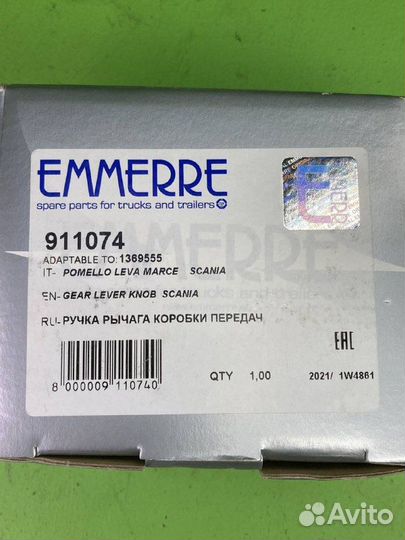 EMMERRE
spare parts for trucks and trailers
911074
ADAPTABLE TO: 1369555
IT- POMELLO LEVA MARCE SCANIA
EN- GEAR LEVER KNOB SCANIA
RU- РУЧКА РЫЧАГА КОРОБКИ ПЕРЕДАЧ
EAC
8 000009 110740
QTY 1,00
2021/ 1W4861
Avito